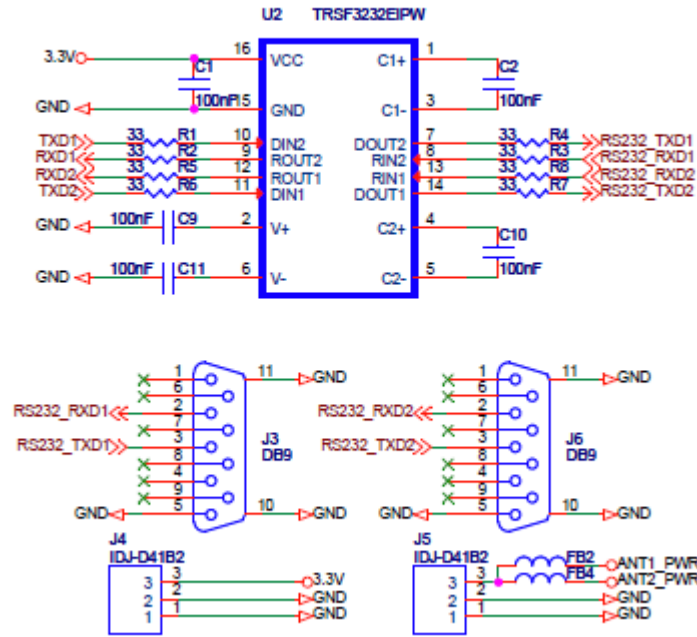 U2 TRSF3232EIPW
3.3V 16 VCC C1+ 1
C1 C2
100nF 100nF
GND 15 GND C1- 3
TXD1 33 R1 10 DIN2 DOUT2 7 33 R4 RS232_TXD1
RXD1 33 R2 9 ROUT2 RIN2 8 33 R3 RS232_RXD1
RXD2 33 R5 12 ROUT1 RIN1 13 33 R8 RS232_RXD2
TXD2 33 R6 11 DIN1 DOUT1 14 33 R7 RS232_TXD2
GND 100nF C9 2 V+ C2+ 4
C10
GND 100nF C11 6 V- C2- 5 100nF
1 11 GND
6
RS232_RXD1 2
7
RS232_TXD1 3 J3
8 DB9
4
9
GND 5 10 GND
1 11 GND
6
RS232_RXD2 2
7
RS232_TXD2 3 J6
8 DB9
4
9
GND 5 10 GND
J4
IDJ-D41B2
3 3 3.3V
2 2 GND
1 1 GND
J5
IDJ-D41B2
FB2 ANT1_PWR
3 3 FB4 ANT2_PWR
2 2 GND
1 1 GND